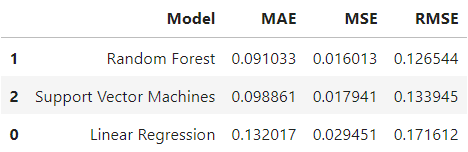 Model MAE MSE RMSE
1 Random Forest 0.091033 0.016013 0.126544
2 Support Vector Machines 0.098861 0.017941 0.133945
0 Linear Regression 0.132017 0.029451 0.171612